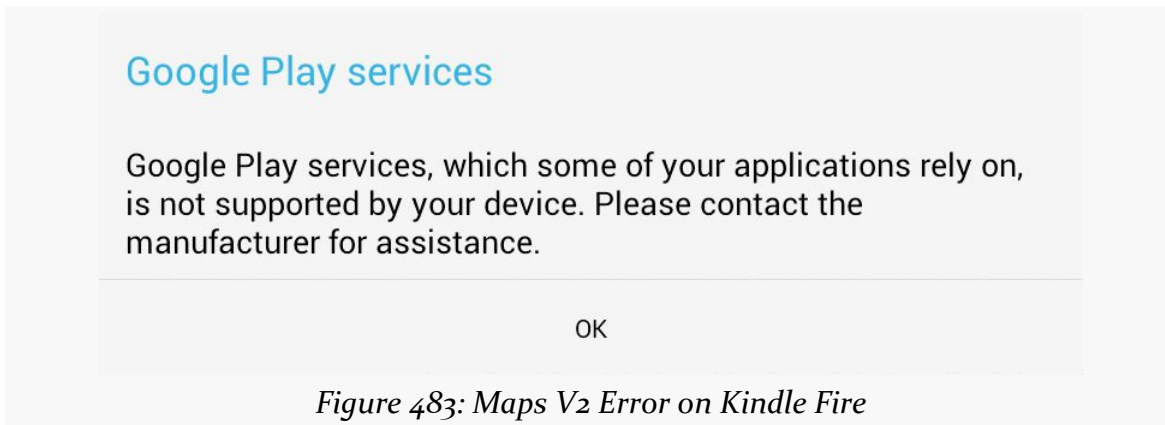 Google Play services
Google Play services, which some of your applications rely on,
is not supported by your device. Please contact the
manufacturer for assistance.
OK
Figure 483: Maps V2 Error on Kindle Fire